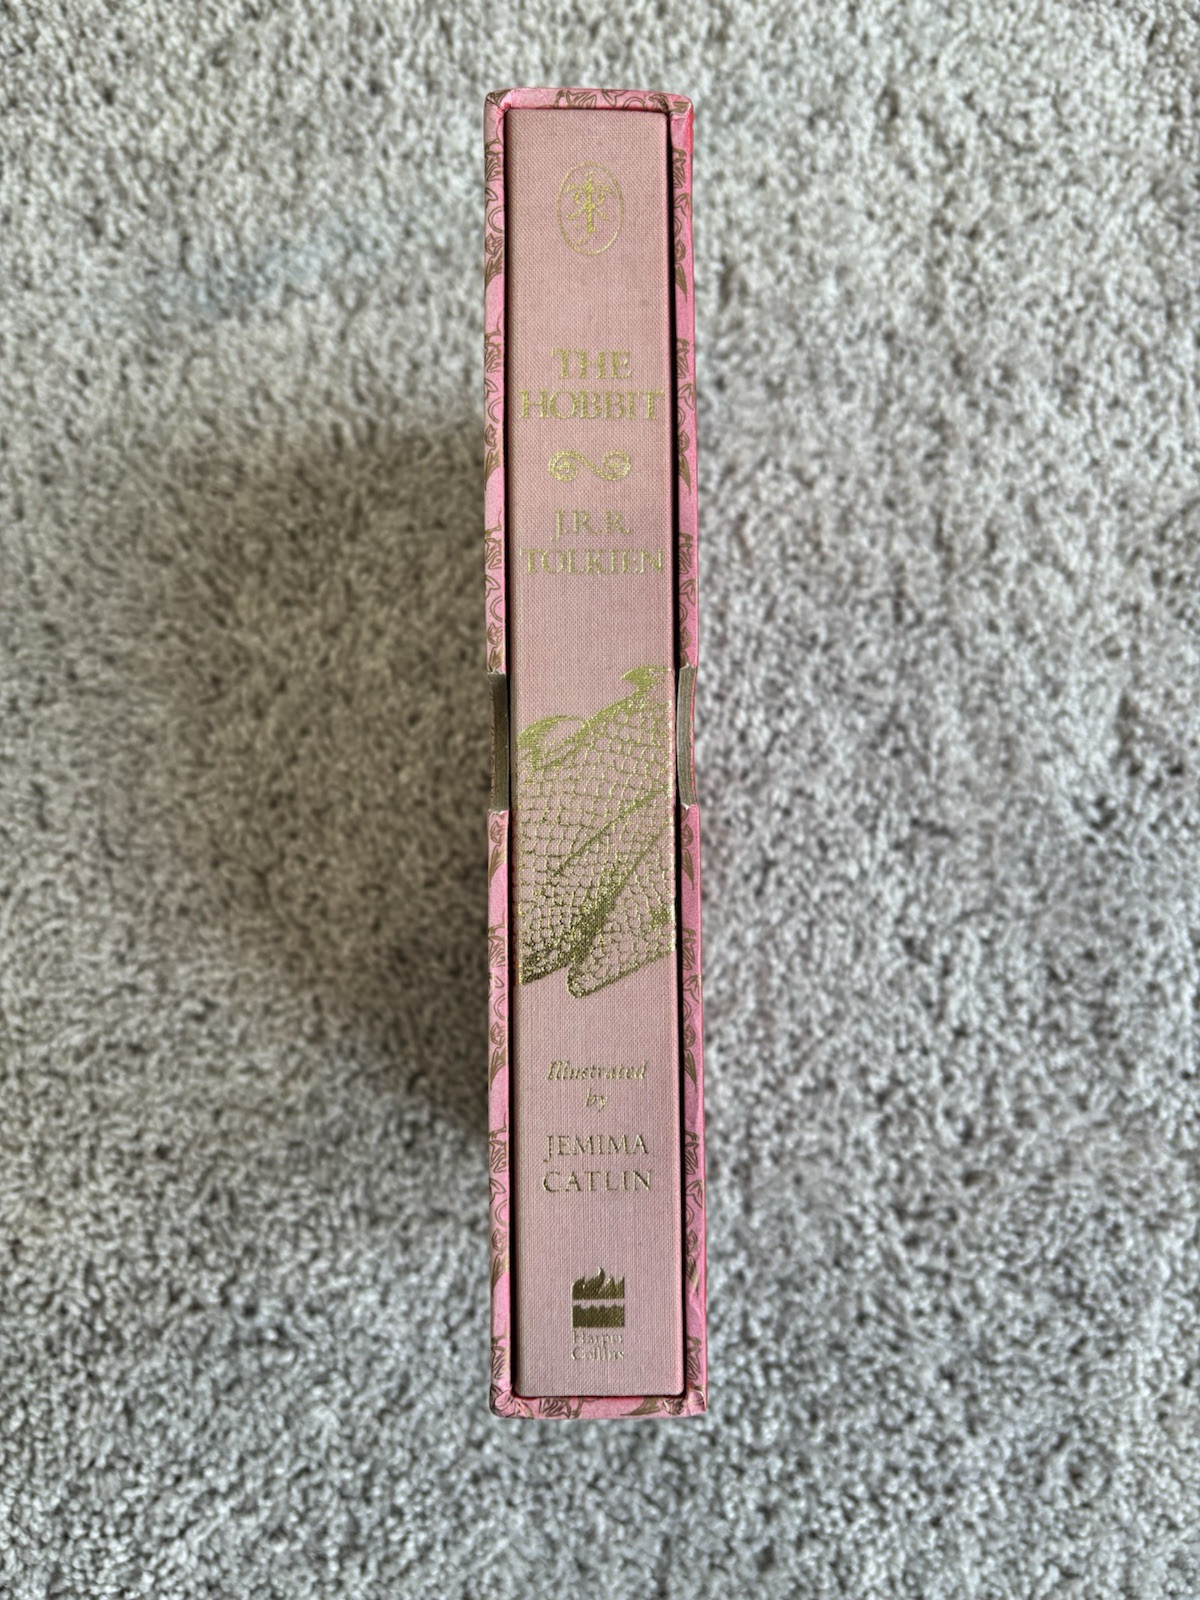 THE
HOBBIT
J.R.R.
TOLKIEN
Illustrated
by
JEMIMA
CATLIN
Harper
Collins